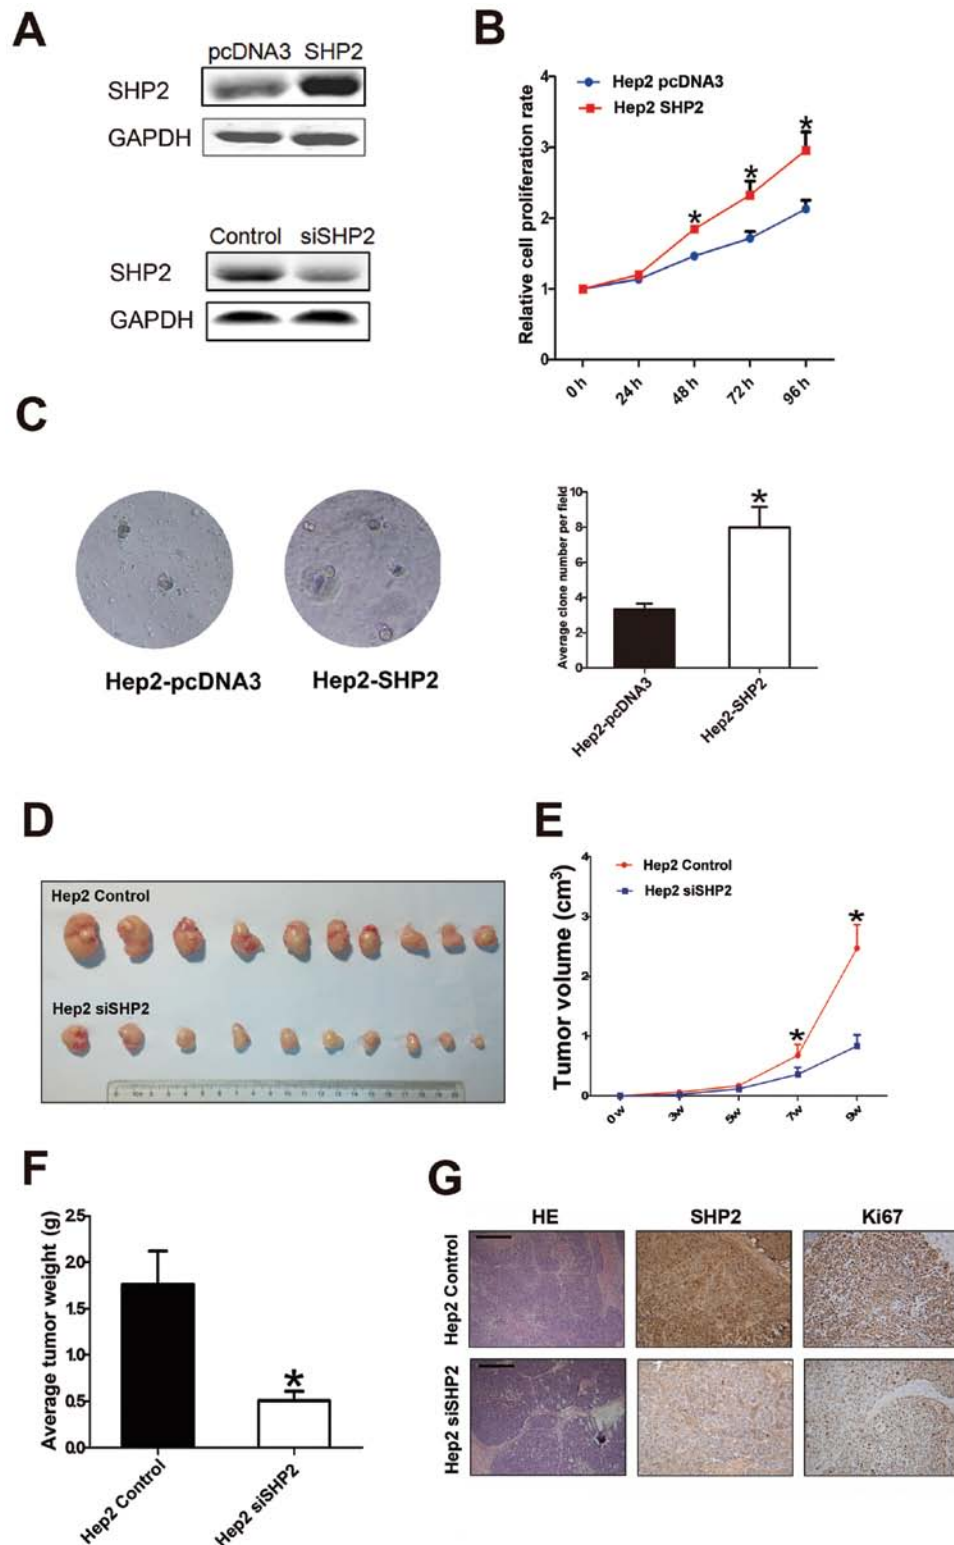 A
pcDNA3 SHP2
SHP2
GAPDH
Control siSHP2
SHP2
GAPDH
B
Relative cell proliferation rate
4
3
2
1
0
Hep2 pcDNA3
Hep2 SHP2
*
*
*
0 h
24 h
48 h
72 h
96 h
C
Hep2-pcDNA3
Hep2-SHP2
Average clone number per field
10
8
6
4
2
0
*
Hep2-pcDNA3
Hep2-SHP2
D
Hep2 Control
Hep2 siSHP2
E
Tumor volume (cm³)
4
3
2
1
0
Hep2 Control
Hep2 siSHP2
*
*
0w
3w
5w
7w
9w
F
Average tumor weight (g)
2.5
2.0
1.5
1.0
0.5
0.0
*
Hep2 Control
Hep2 siSHP2
G
HE SHP2 Ki67
Hep2 Control
Hep2 siSHP2